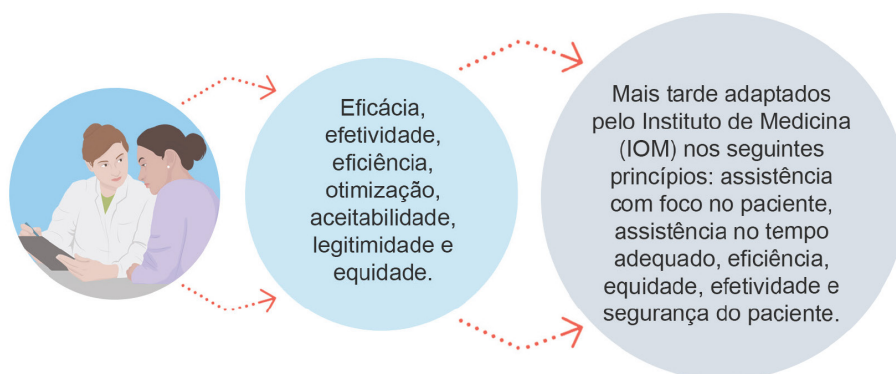 Eficácia,
efetividade,
eficiência,
otimização,
aceitabilidade,
legitimidade e
equidade.
Mais tarde adaptados
pelo Instituto de Medicina
(IOM) nos seguintes
princípios: assistência
com foco no paciente,
assistência no tempo
adequado, eficiência,
equidade, efetividade e
segurança do paciente.